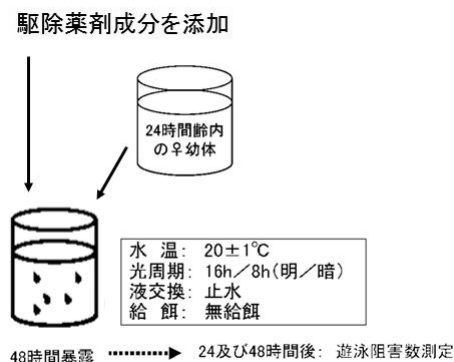 駆除薬剤成分を添加
24時間齢内
の♀幼体
水 温: 20±1℃
光周期: 16h/8h(明/暗)
液交換: 止水
給 餌: 無給餌
48時間暴露
24及び48時間後: 遊泳阻害数測定